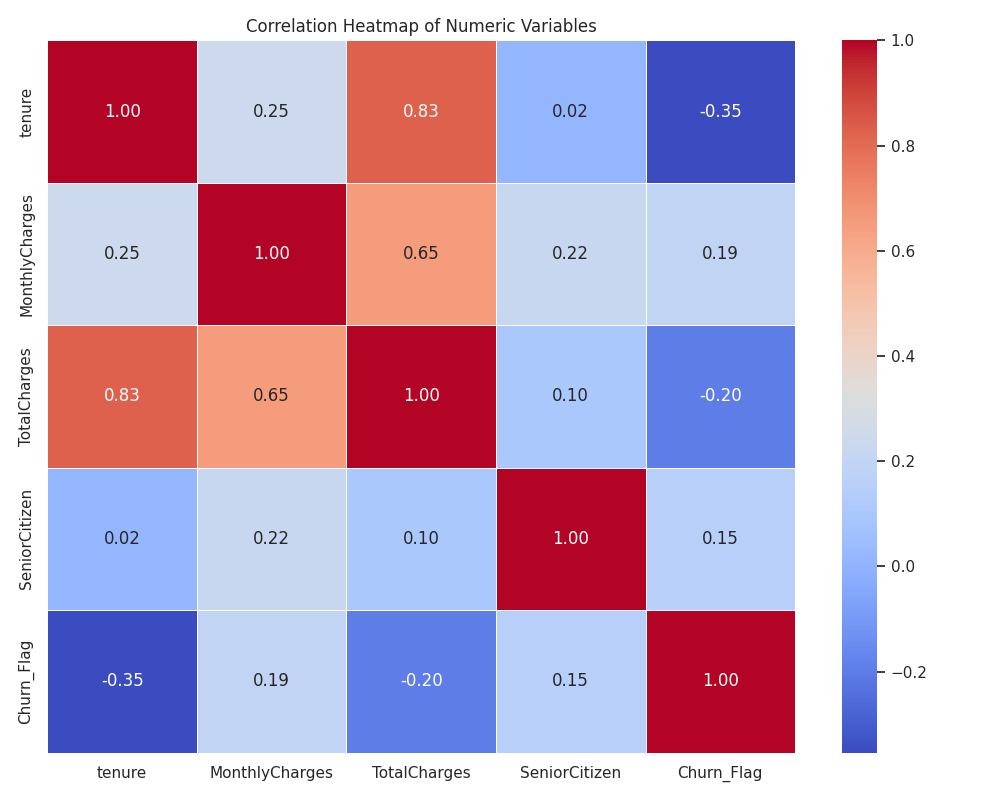 Correlation Heatmap of Numeric Variables
tenure
1.00
0.25
0.83
0.02
-0.35
MonthlyCharges
0.25
1.00
0.65
0.22
0.19
TotalCharges
0.83
0.65
1.00
0.10
-0.20
SeniorCitizen
0.02
0.22
0.10
1.00
0.15
Churn_Flag
-0.35
0.19
-0.20
0.15
1.00
tenure
MonthlyCharges
TotalCharges
SeniorCitizen
Churn_Flag
1.0
0.8
0.6
0.4
0.2
0.0
−0.2